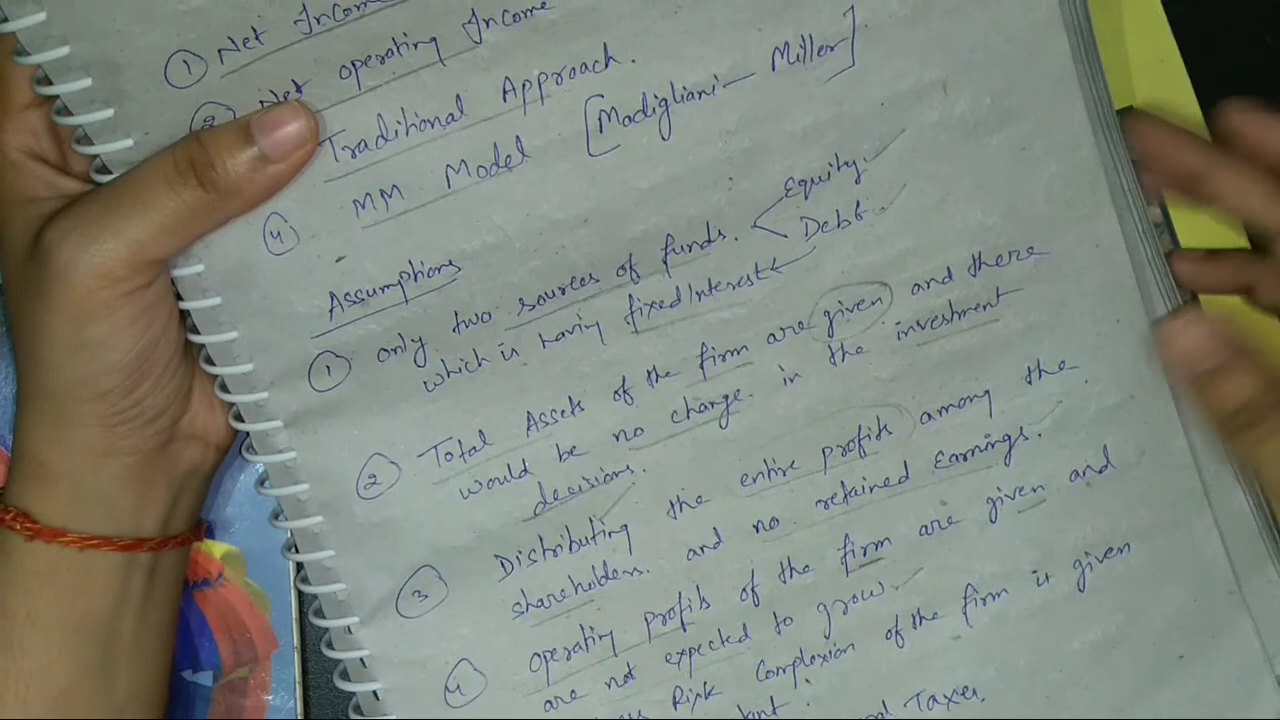 ① Net Income
② Net operating Income
Traditional Approach.
④ MM Model [Modigliani - Miller].
Assumptions
① only two sources of funds. < Equity.
Debt
which is having fixed Interest
② Total Assets of the firm are given and there
would be no change in the investment
decisions.
③ Distributing the entire profits among the
shareholders and no retained earnings.
④ operating profits of the firm are given and
are not expected to grow.
Risk Complexion of the firm is given
and Taxes.